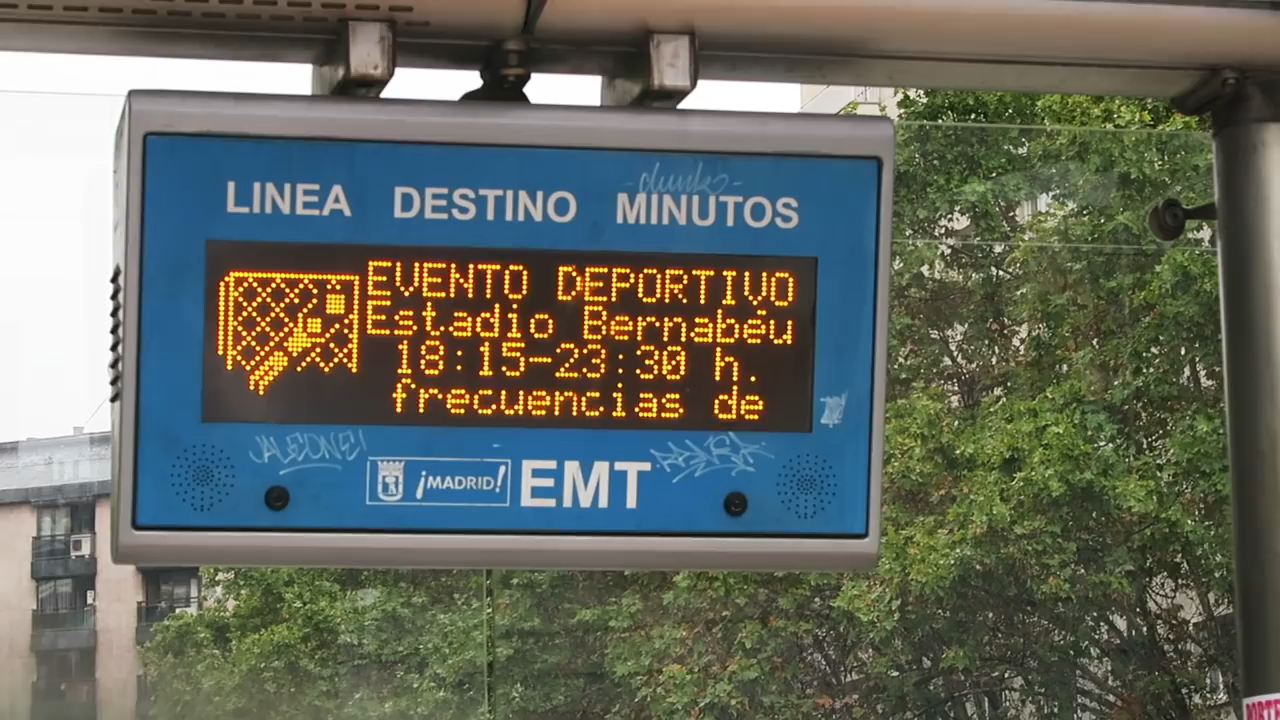 LINEA DESTINO MINUTOS
EVENTO DEPORTIVO
Estadio Bernabéu
18:15-23:30 h.
frecuencias de
¡MADRID! EMT